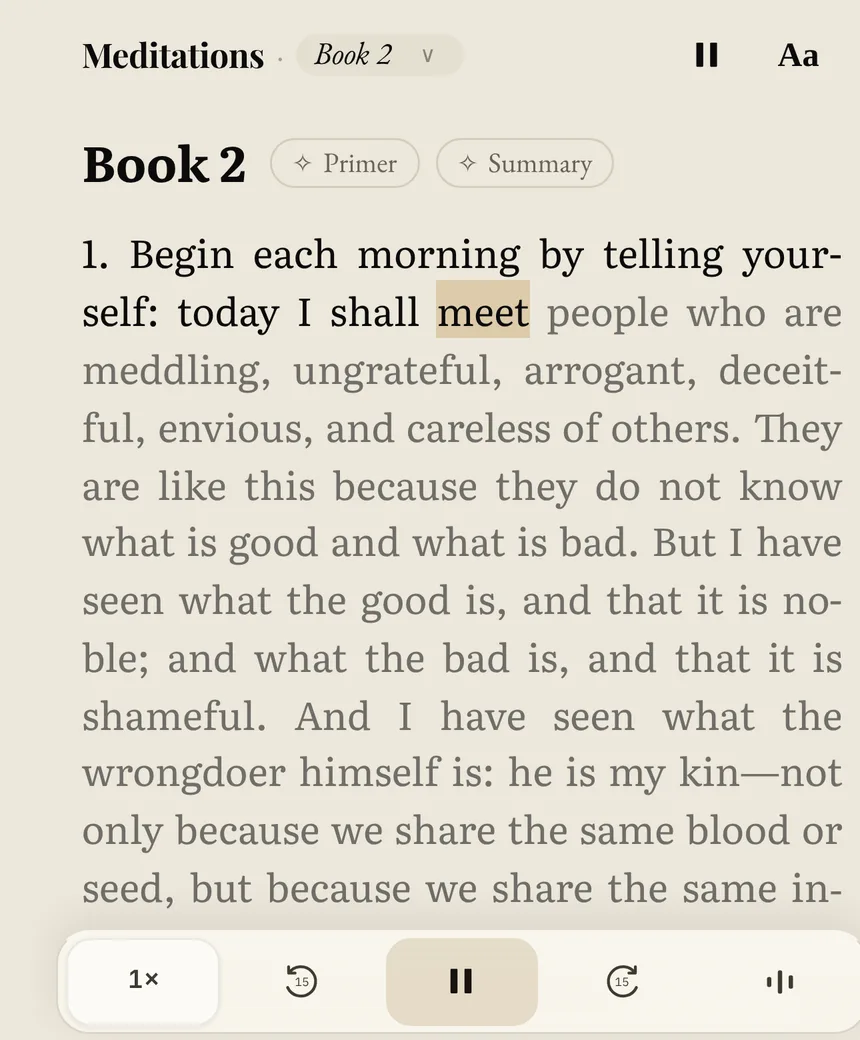 Meditations · Book 2 ∨ Aa
Book 2 ✧ Primer ✧ Summary
1. Begin each morning by telling your-
self: today I shall meet people who are
meddling, ungrateful, arrogant, deceit-
ful, envious, and careless of others. They
are like this because they do not know
what is good and what is bad. But I have
seen what the good is, and that it is no-
ble; and what the bad is, and that it is
shameful. And I have seen what the
wrongdoer himself is: he is my kin—not
only because we share the same blood or
seed, but because we share the same in-
1× 15 15